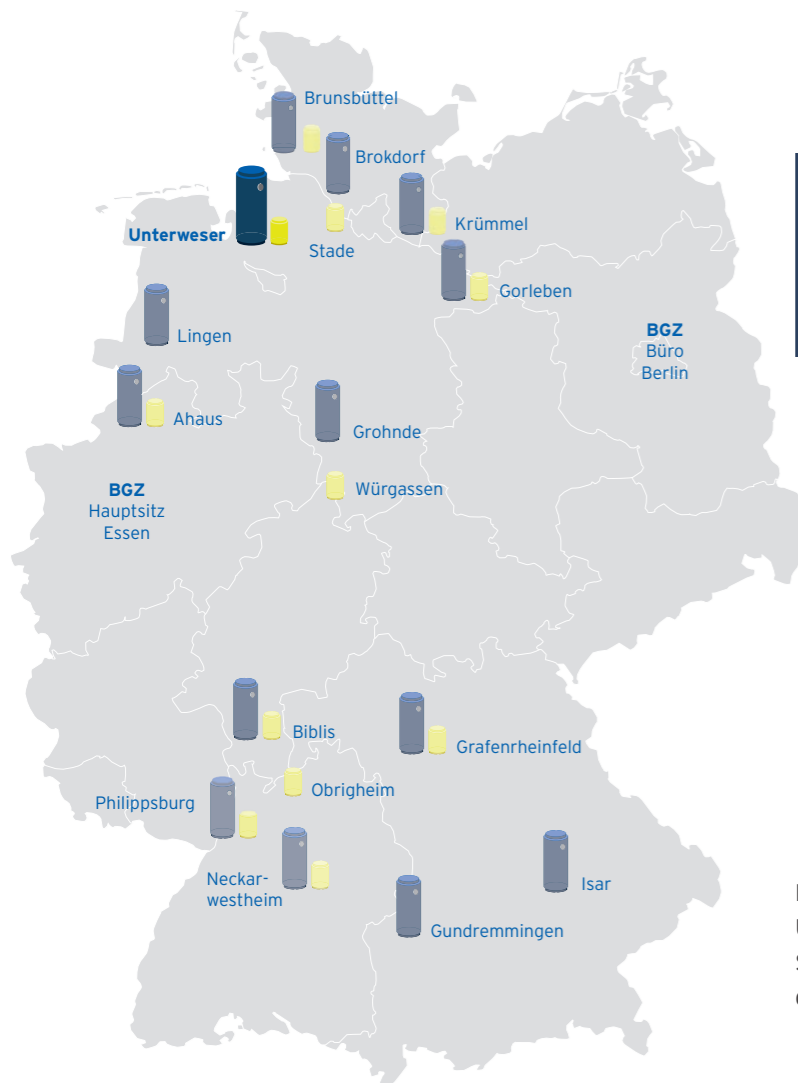 Brunsbüttel
Brokdorf
Krümmel
Unterweser
Stade
Gorleben
Lingen
BGZ
Büro
Berlin
Ahaus
Grohnde
BGZ
Hauptsitz
Essen
Würgassen
Biblis
Grafenrheinfeld
Obrigheim
Philippsburg
Neckar-
westheim
Isar
Gundremmingen